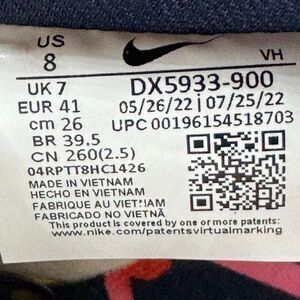 US
8
VH
UK 7
DX5933-900
EUR 41
05/26/22 | 07/25/22
cm 26
UPC 00196154518703
BR 39.5
CN 260(2.5)
04RPTT8HC1426
MADE IN VIETNAM
HECHO EN VIETNAM
FABRIQUE AU VIETNAM
FABRICADO NO VIETNÃ
This product is covered by one or more patents:
www.nike.com/patentsvirtualmarking